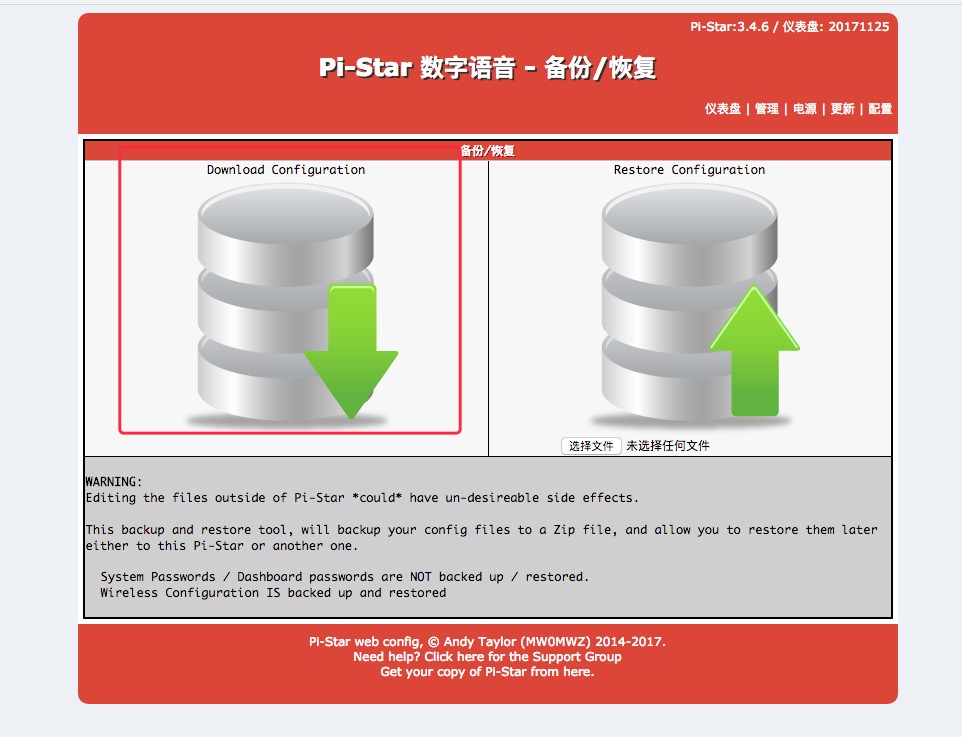 Pi-Star:3.4.6 / 仪表盘: 20171125
Pi-Star 数字语音 - 备份/恢复
仪表盘 | 管理 | 电源 | 更新 | 配置
备份/恢复
Download Configuration
Restore Configuration
选择文件 未选择任何文件
WARNING:
Editing the files outside of Pi-Star *could* have un-desireable side effects.
This backup and restore tool, will backup your config files to a Zip file, and allow you to restore them later
either to this Pi-Star or another one.
System Passwords / Dashboard passwords are NOT backed up / restored.
Wireless Configuration IS backed up and restored
Pi-Star web config, © Andy Taylor (MW0MWZ) 2014-2017.
Need help? Click here for the Support Group
Get your copy of Pi-Star from here.